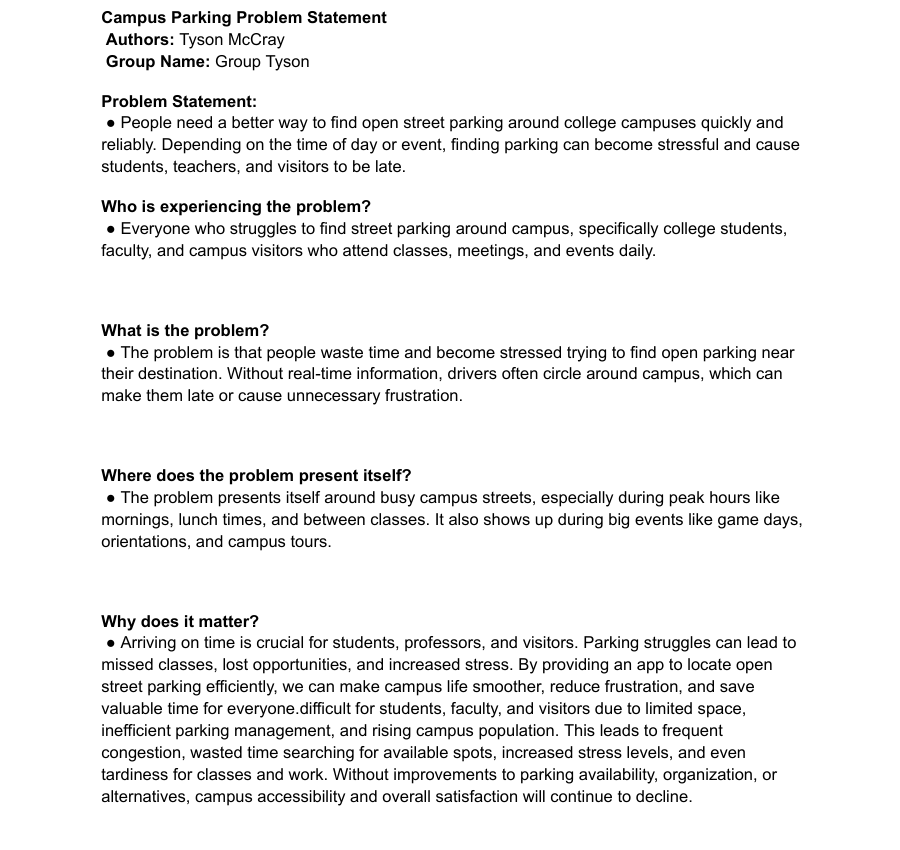 Campus Parking Problem Statement
Authors: Tyson McCray
Group Name: Group Tyson
Problem Statement:
● People need a better way to find open street parking around college campuses quickly and
reliably. Depending on the time of day or event, finding parking can become stressful and cause
students, teachers, and visitors to be late.
Who is experiencing the problem?
● Everyone who struggles to find street parking around campus, specifically college students,
faculty, and campus visitors who attend classes, meetings, and events daily.
What is the problem?
● The problem is that people waste time and become stressed trying to find open parking near
their destination. Without real-time information, drivers often circle around campus, which can
make them late or cause unnecessary frustration.
Where does the problem present itself?
● The problem presents itself around busy campus streets, especially during peak hours like
mornings, lunch times, and between classes. It also shows up during big events like game days,
orientations, and campus tours.
Why does it matter?
● Arriving on time is crucial for students, professors, and visitors. Parking struggles can lead to
missed classes, lost opportunities, and increased stress. By providing an app to locate open
street parking efficiently, we can make campus life smoother, reduce frustration, and save
valuable time for everyone.difficult for students, faculty, and visitors due to limited space,
inefficient parking management, and rising campus population. This leads to frequent
congestion, wasted time searching for available spots, increased stress levels, and even
tardiness for classes and work. Without improvements to parking availability, organization, or
alternatives, campus accessibility and overall satisfaction will continue to decline.